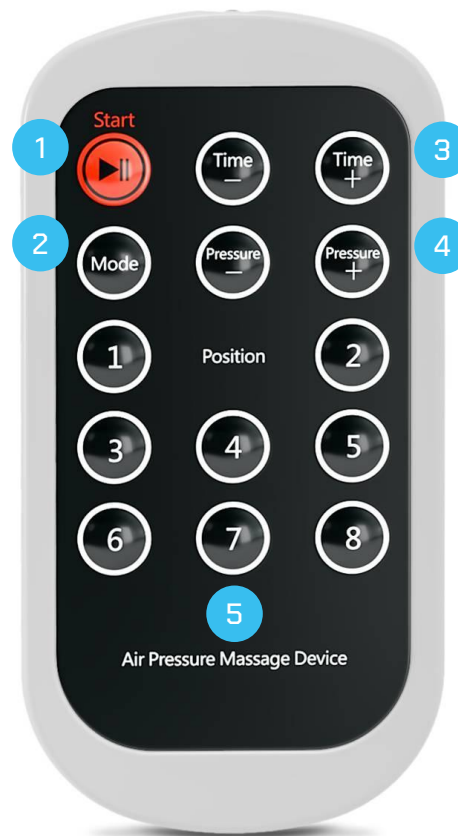 Start
1
Time
-
Time
+
3
2
Mode
Pressure
-
Pressure
+
4
1
Position
2
3
4
5
6
7
8
5
Air Pressure Massage Device